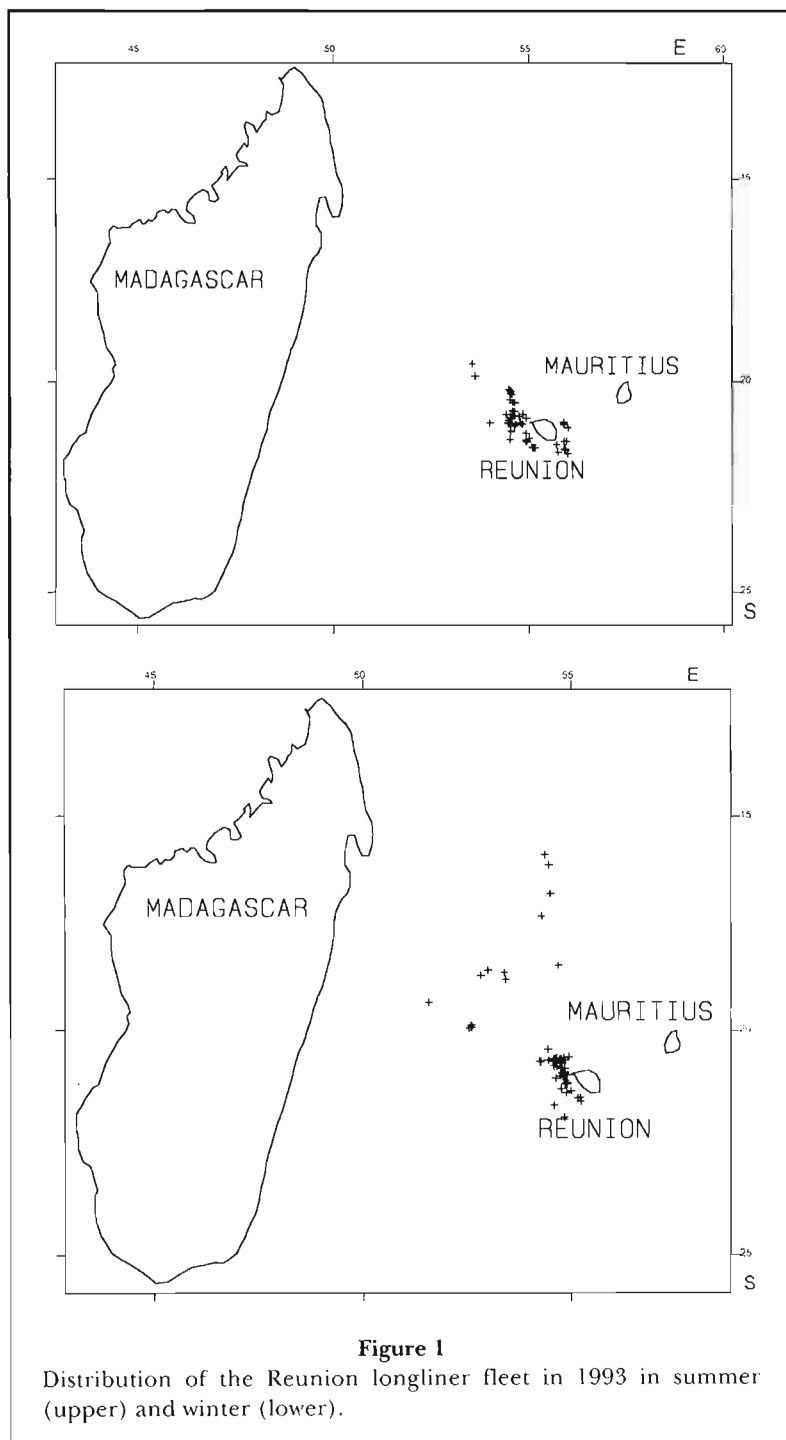 45 50 55 E 60
15
MADAGASCAR
MAURITIUS
20
REUNION
25
S
45 50 55 E
15
MADAGASCAR
MAURITIUS
20
REUNION
25
S
Figure 1
Distribution of the Reunion longliner fleet in 1993 in summer
(upper) and winter (lower).